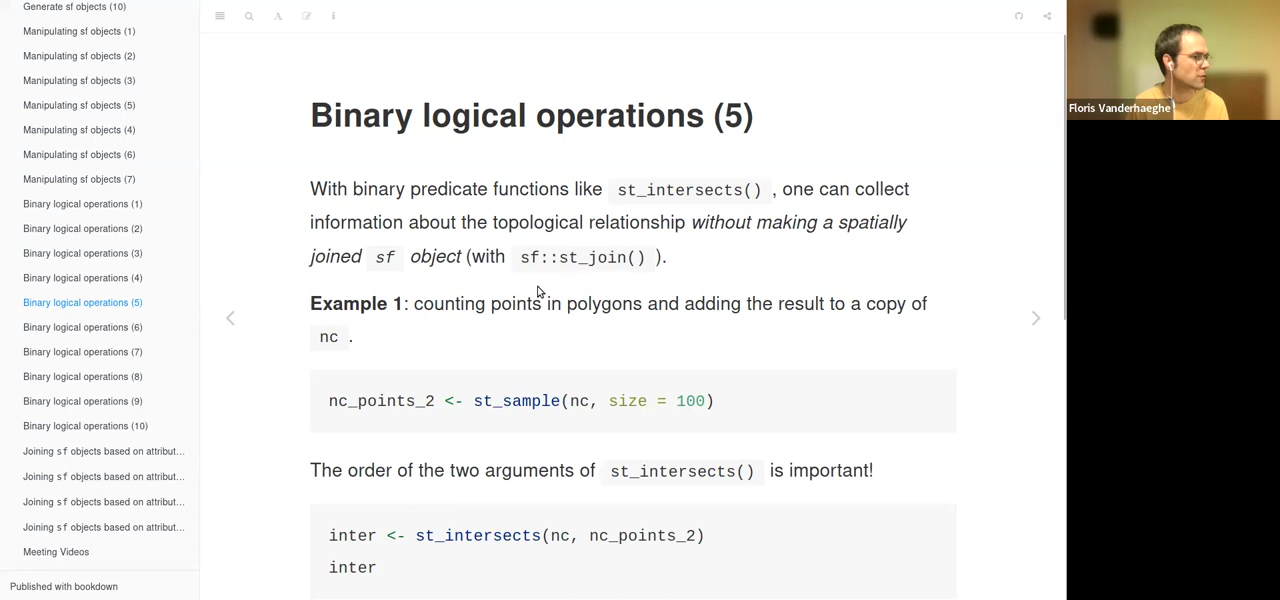 Generate sf objects (10)
Manipulating sf objects (1)
Manipulating sf objects (2)
Manipulating sf objects (3)
Manipulating sf objects (5)
Manipulating sf objects (4)
Manipulating sf objects (6)
Manipulating sf objects (7)
Binary logical operations (1)
Binary logical operations (2)
Binary logical operations (3)
Binary logical operations (4)
Binary logical operations (5)
Binary logical operations (6)
Binary logical operations (7)
Binary logical operations (8)
Binary logical operations (9)
Binary logical operations (10)
Joining sf objects based on attribut…
Joining sf objects based on attribut…
Joining sf objects based on attribut…
Joining sf objects based on attribut…
Meeting Videos
Published with bookdown
Binary logical operations (5)
With binary predicate functions like st_intersects() , one can collect
information about the topological relationship without making a spatially
joined sf object (with sf::st_join() ).
Example 1: counting points in polygons and adding the result to a copy of
nc .
nc_points_2 <- st_sample(nc, size = 100)
The order of the two arguments of st_intersects() is important!
inter <- st_intersects(nc, nc_points_2)
inter
Floris Vanderhaeghe